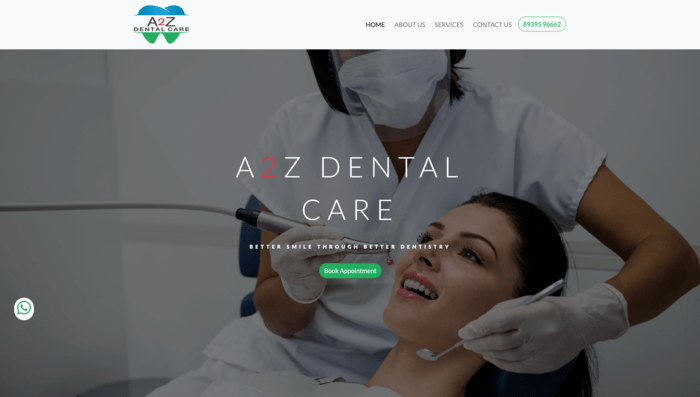 A2Z
DENTAL CARE
HOME
ABOUT US
SERVICES
CONTACT US
89395 96662
A2Z DENTAL
CARE
BETTER SMILE THROUGH BETTER DENTISTRY
Book Appointment